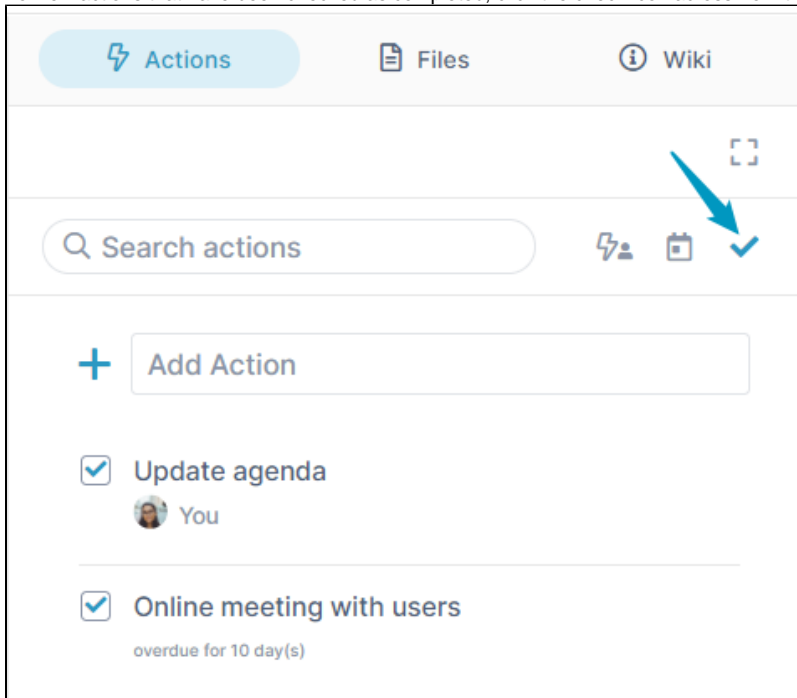 Actions Files Wiki
Search actions
Add Action
Update agenda
You
Online meeting with users
overdue for 10 day(s)